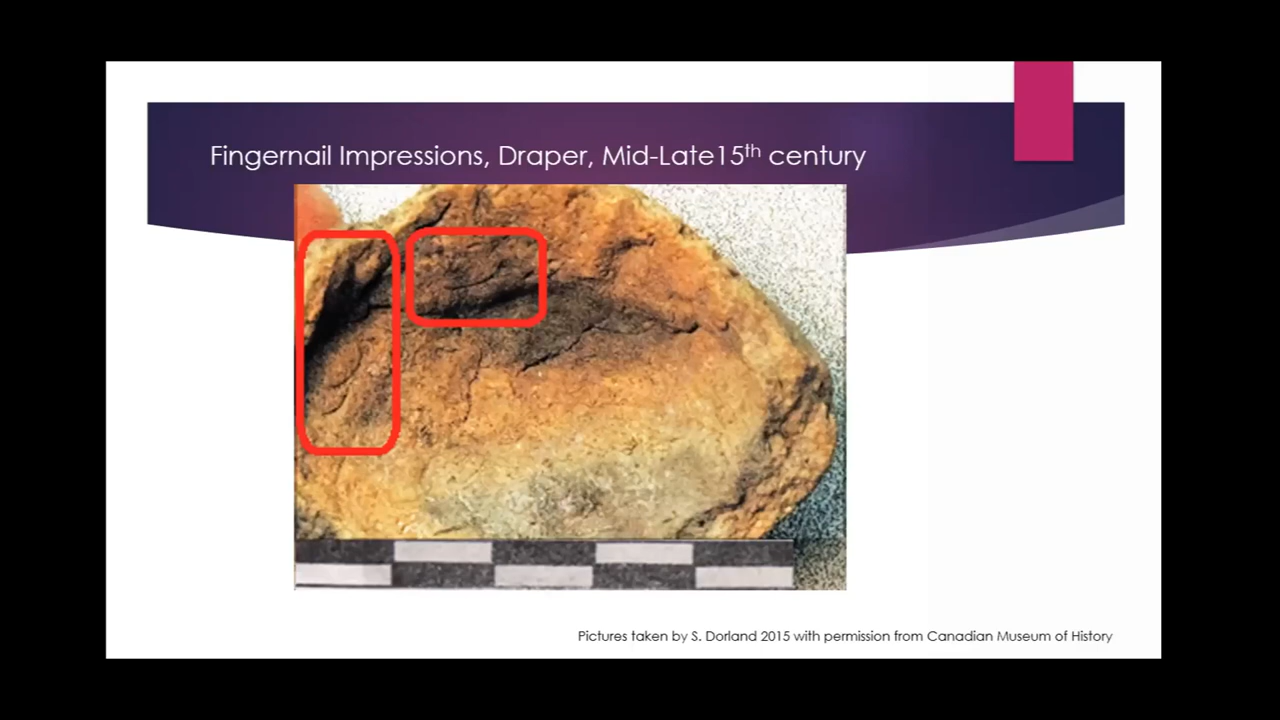 Fingernail Impressions, Draper, Mid-Late15th century
Pictures taken by S. Dorland 2015 with permission from Canadian Museum of History